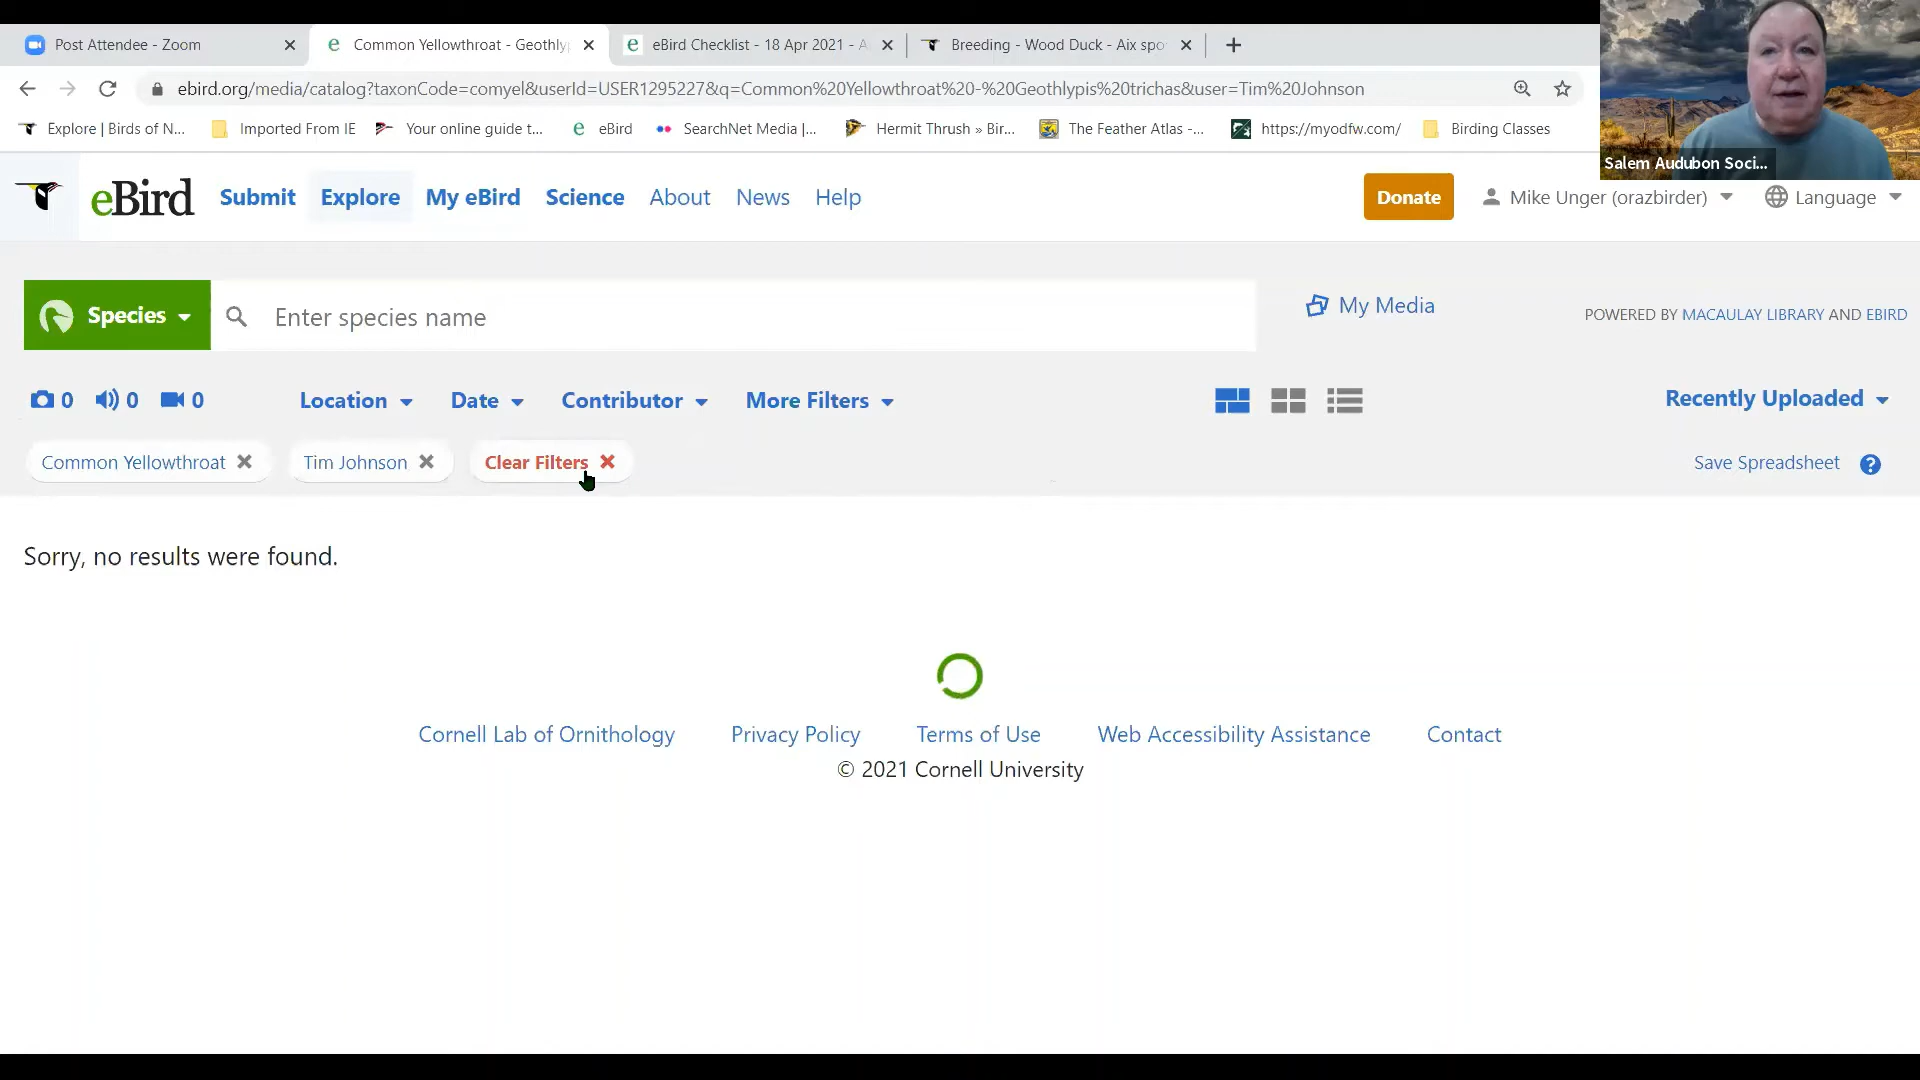 Post Attendee - Zoom
Common Yellowthroat - Geothly
eBird Checklist - 18 Apr 2021 - A
Breeding - Wood Duck - Aix spo
ebird.org/media/catalog?taxonCode=comyel&userId=USER1295227&q=Common%20Yellowthroat%20-%20Geothlypis%20trichas&user=Tim%20Johnson
Explore | Birds of N...
Imported From IE
Your online guide t...
eBird
SearchNet Media |...
Hermit Thrush » Bir...
The Feather Atlas -...
https://myodfw.com/
Birding Classes
Salem Audubon Soci...
eBird
Submit
Explore
My eBird
Science
About
News
Help
Donate
Mike Unger (orazbirder)
Language
Species
Enter species name
My Media
POWERED BY MACAULAY LIBRARY AND EBIRD
0
0
0
Location
Date
Contributor
More Filters
Recently Uploaded
Common Yellowthroat
Tim Johnson
Clear Filters
Save Spreadsheet
Sorry, no results were found.
Cornell Lab of Ornithology
Privacy Policy
Terms of Use
Web Accessibility Assistance
Contact
© 2021 Cornell University